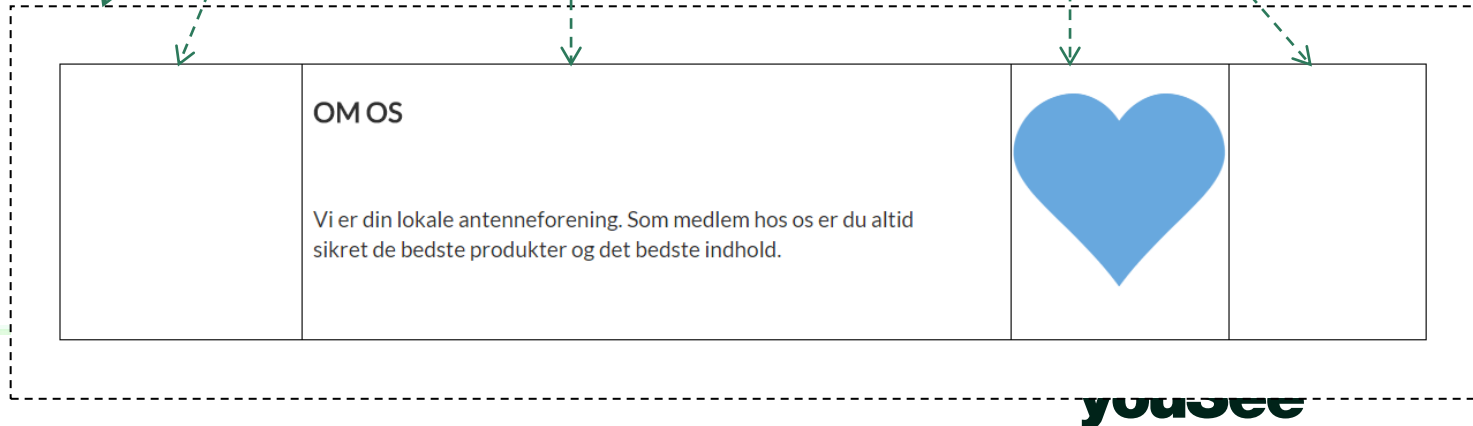 OM OS
Vi er din lokale antenneforening. Som medlem hos os er du altid
sikret de bedste produkter og det bedste indhold.
yousee